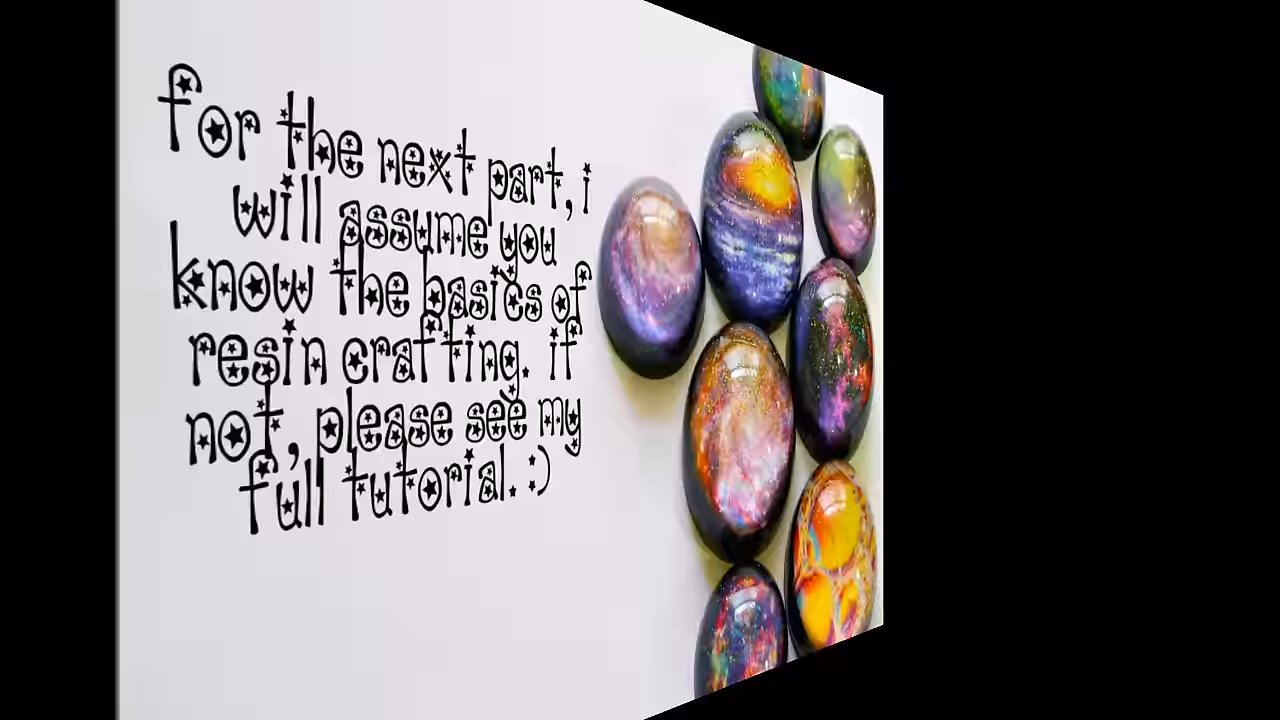 for the next part, i
will assume you
know the basics of
resin crafting. if
not, please see my
full tutorial. :)